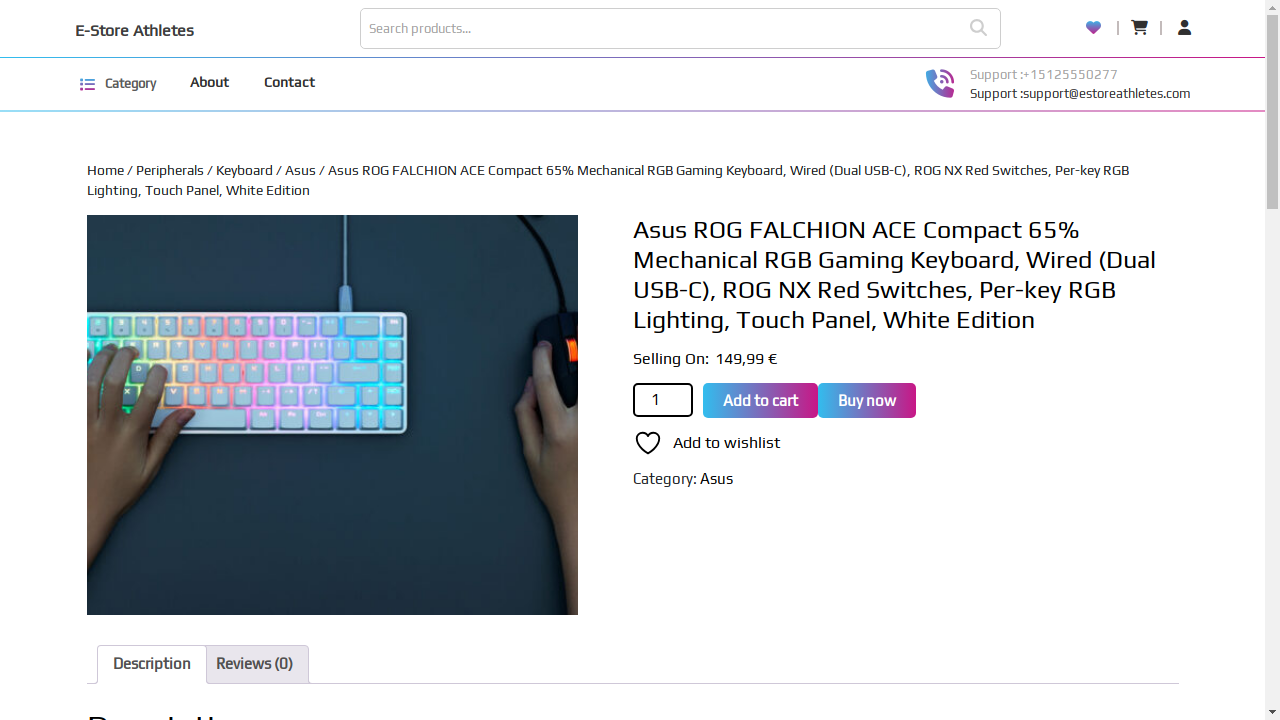 E-Store Athletes
Search products...
Category
About
Contact
Support :+15125550277
Support :support@estoreathletes.com
Home / Peripherals / Keyboard / Asus / Asus ROG FALCHION ACE Compact 65% Mechanical RGB Gaming Keyboard, Wired (Dual USB-C), ROG NX Red Switches, Per-key RGB
Lighting, Touch Panel, White Edition
Asus ROG FALCHION ACE Compact 65%
Mechanical RGB Gaming Keyboard, Wired (Dual
USB-C), ROG NX Red Switches, Per-key RGB
Lighting, Touch Panel, White Edition
Selling On: 149,99 €
1
Add to cart
Buy now
Add to wishlist
Category: Asus
Description
Reviews (0)